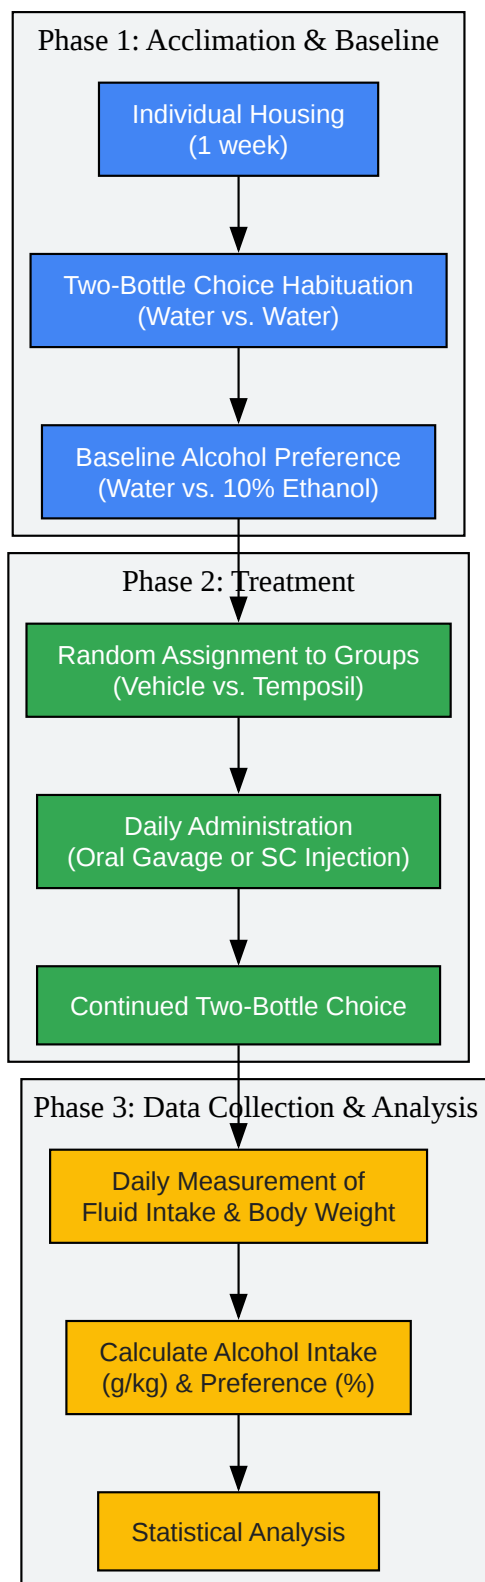 Phase 1: Acclimation & Baseline
Individual Housing
(1 week)
Two-Bottle Choice Habituation
(Water vs. Water)
Baseline Alcohol Preference
(Water vs. 10% Ethanol)
Phase 2: Treatment
Random Assignment to Groups
(Vehicle vs. Temposil)
Daily Administration
(Oral Gavage or SC Injection)
Continued Two-Bottle Choice
Phase 3: Data Collection & Analysis
Daily Measurement of
Fluid Intake & Body Weight
Calculate Alcohol Intake
(g/kg) & Preference (%)
Statistical Analysis